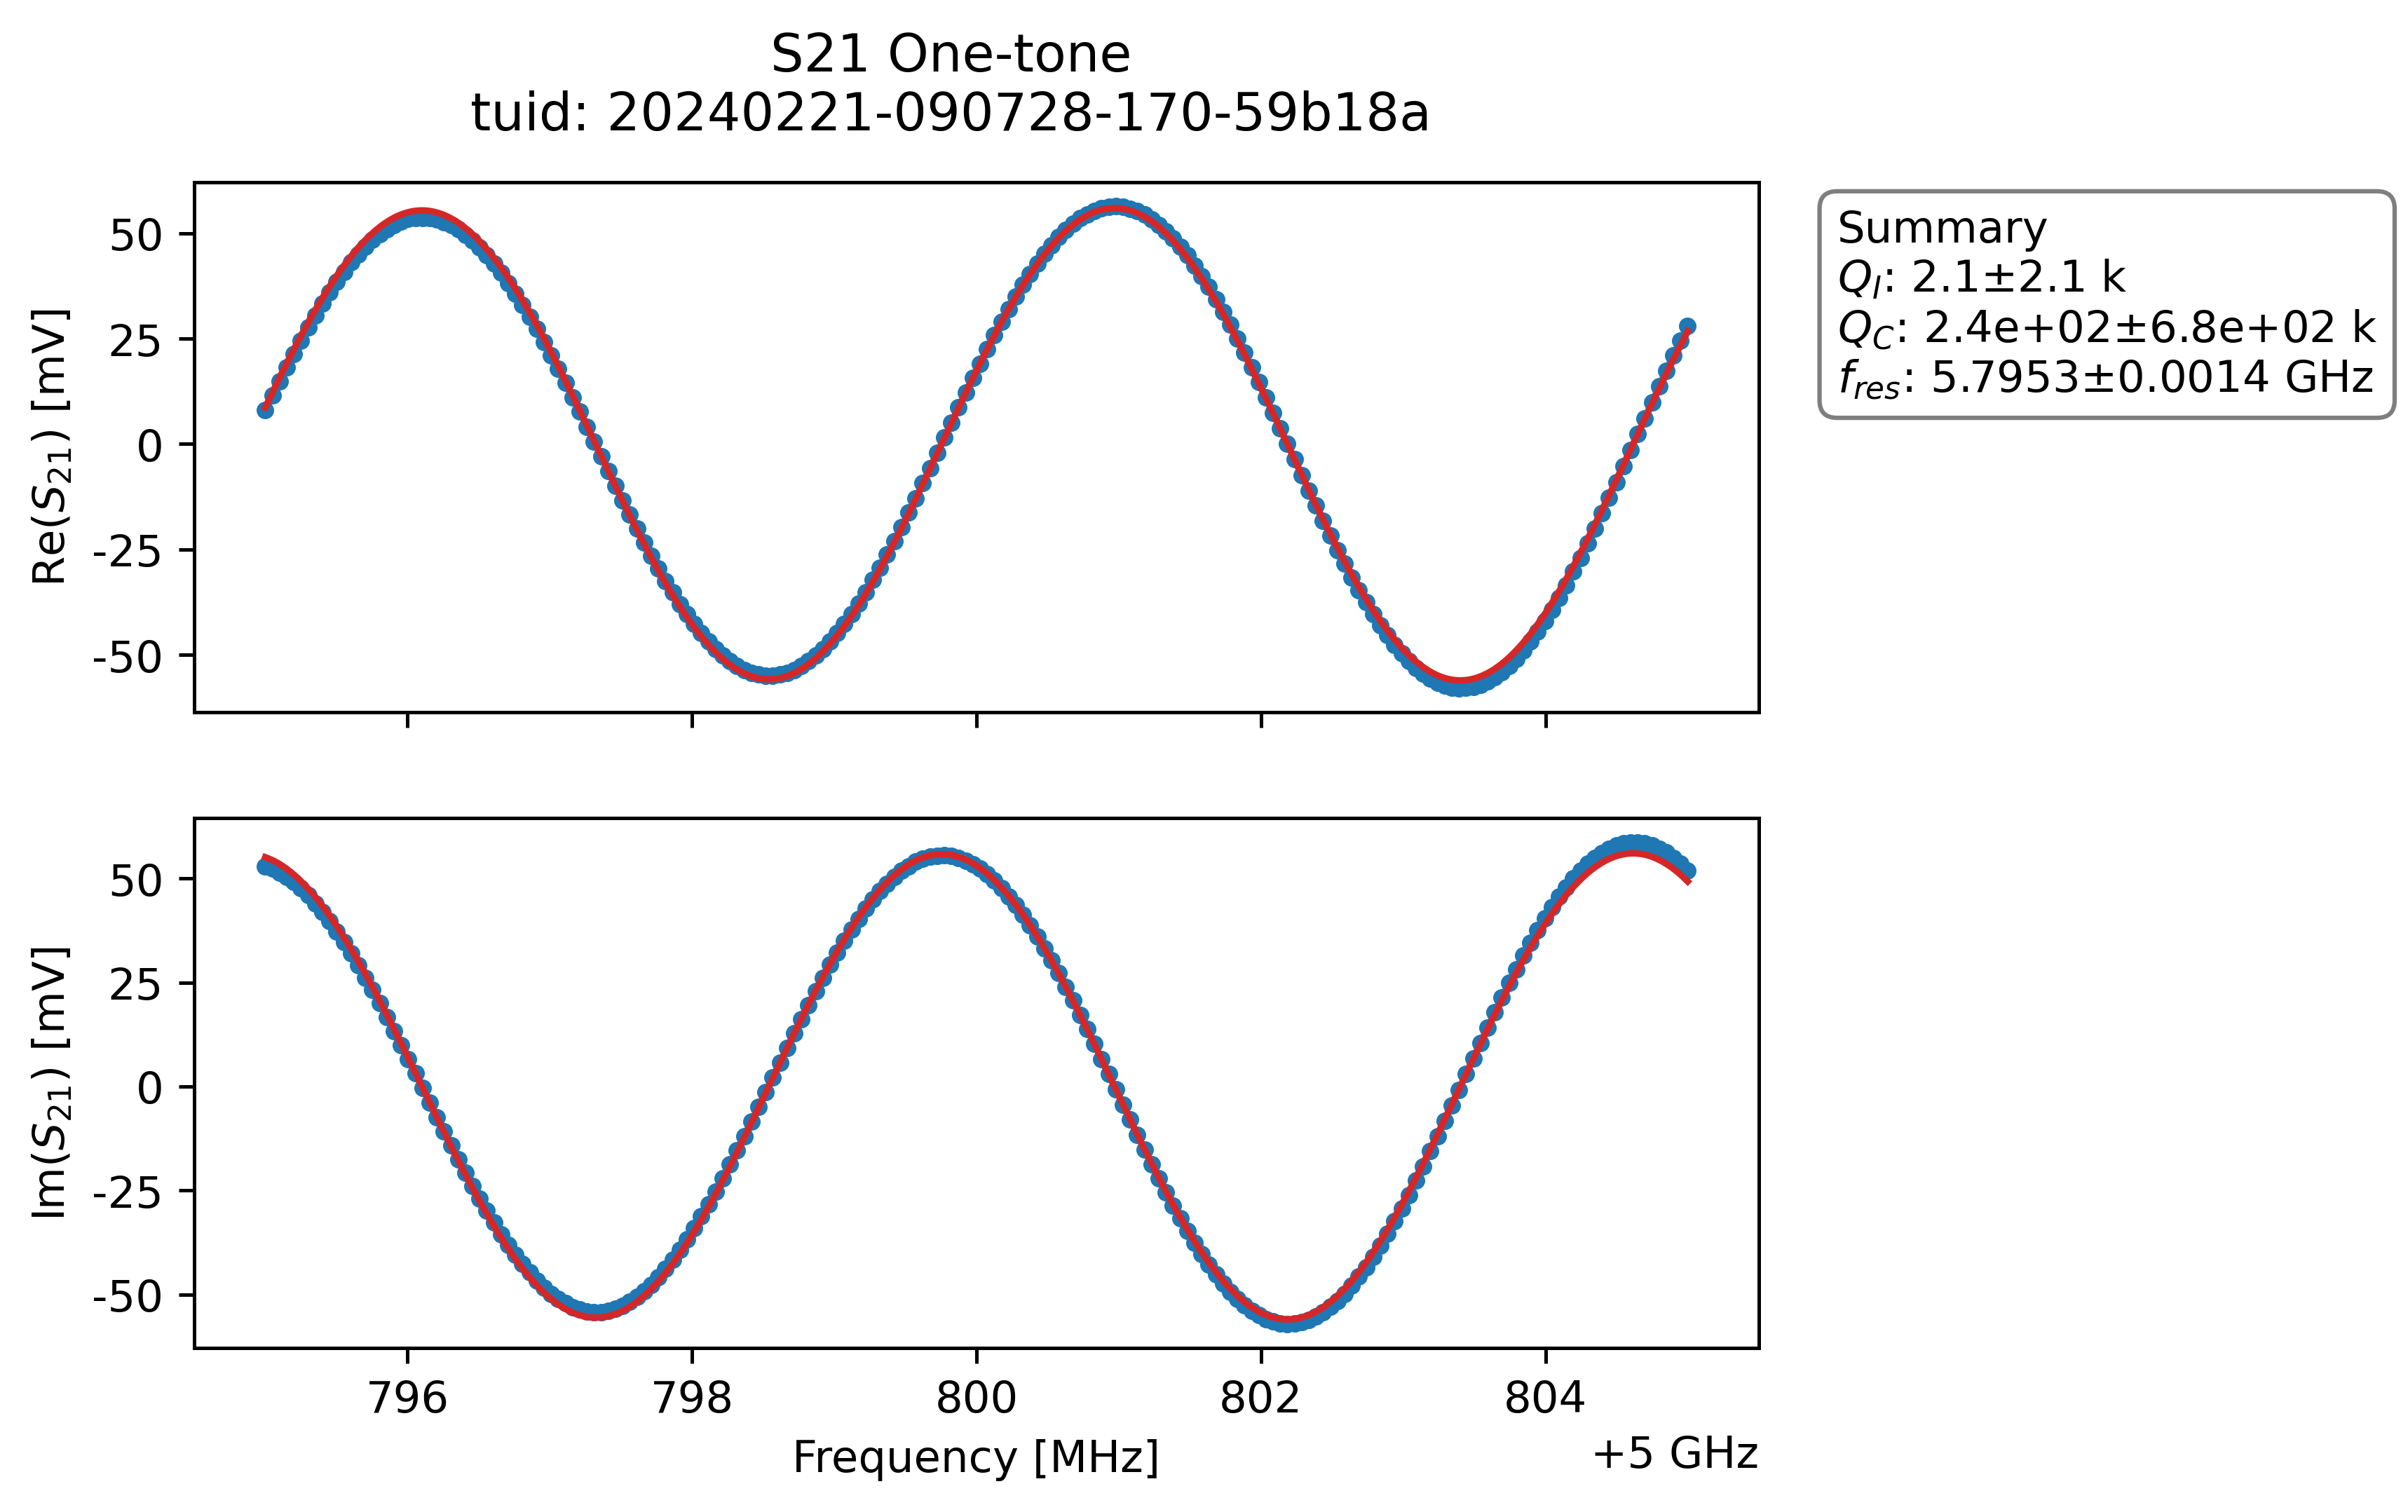 S21 One-tone
tuid: 20240221-090728-170-59b18a
Re(S21) [mV]
50
25
0
-25
-50
Summary
QI: 2.1±2.1 k
QC: 2.4e+02±6.8e+02 k
fres: 5.7953±0.0014 GHz
Im(S21) [mV]
50
25
0
-25
-50
796 798 800 802 804
Frequency [MHz]
+5 GHz